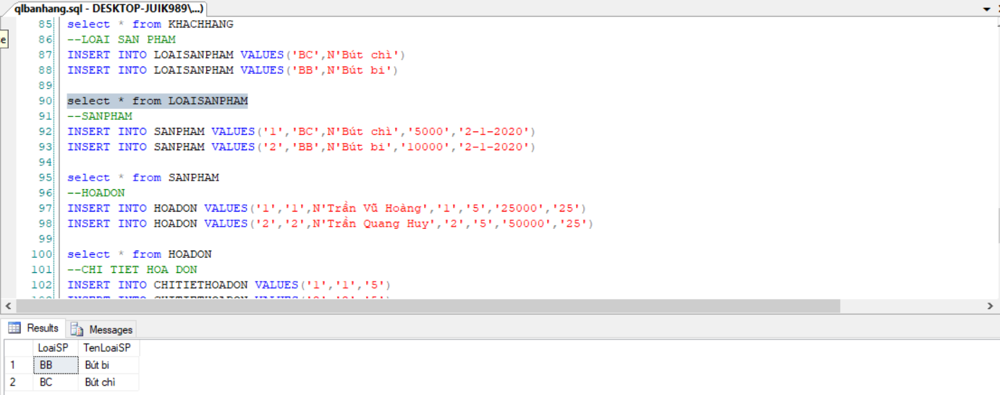 qlbanhang.sql - DESKTOP-JUIK989\...)
e
85 select * from KHACHHANG
86 --LOAI SAN PHAM
87 INSERT INTO LOAISANPHAM VALUES('BC',N'Bút chì')
88 INSERT INTO LOAISANPHAM VALUES('BB',N'Bút bi')
89
90 select * from LOAISANPHAM
91 --SANPHAM
92 INSERT INTO SANPHAM VALUES('1','BC',N'Bút chì','5000','2-1-2020')
93 INSERT INTO SANPHAM VALUES('2','BB',N'Bút bi','10000','2-1-2020')
94
95 select * from SANPHAM
96 --HOADON
97 INSERT INTO HOADON VALUES('1','1',N'Trần Vũ Hoàng','1','5','25000','25')
98 INSERT INTO HOADON VALUES('2','2',N'Trần Quang Huy','2','5','50000','25')
99
100 select * from HOADON
101 --CHI TIET HOA DON
102 INSERT INTO CHITIETHOADON VALUES('1','1','5')
Results Messages
LoaiSP TenLoaiSP
1 BB Bút bi
2 BC Bút chì